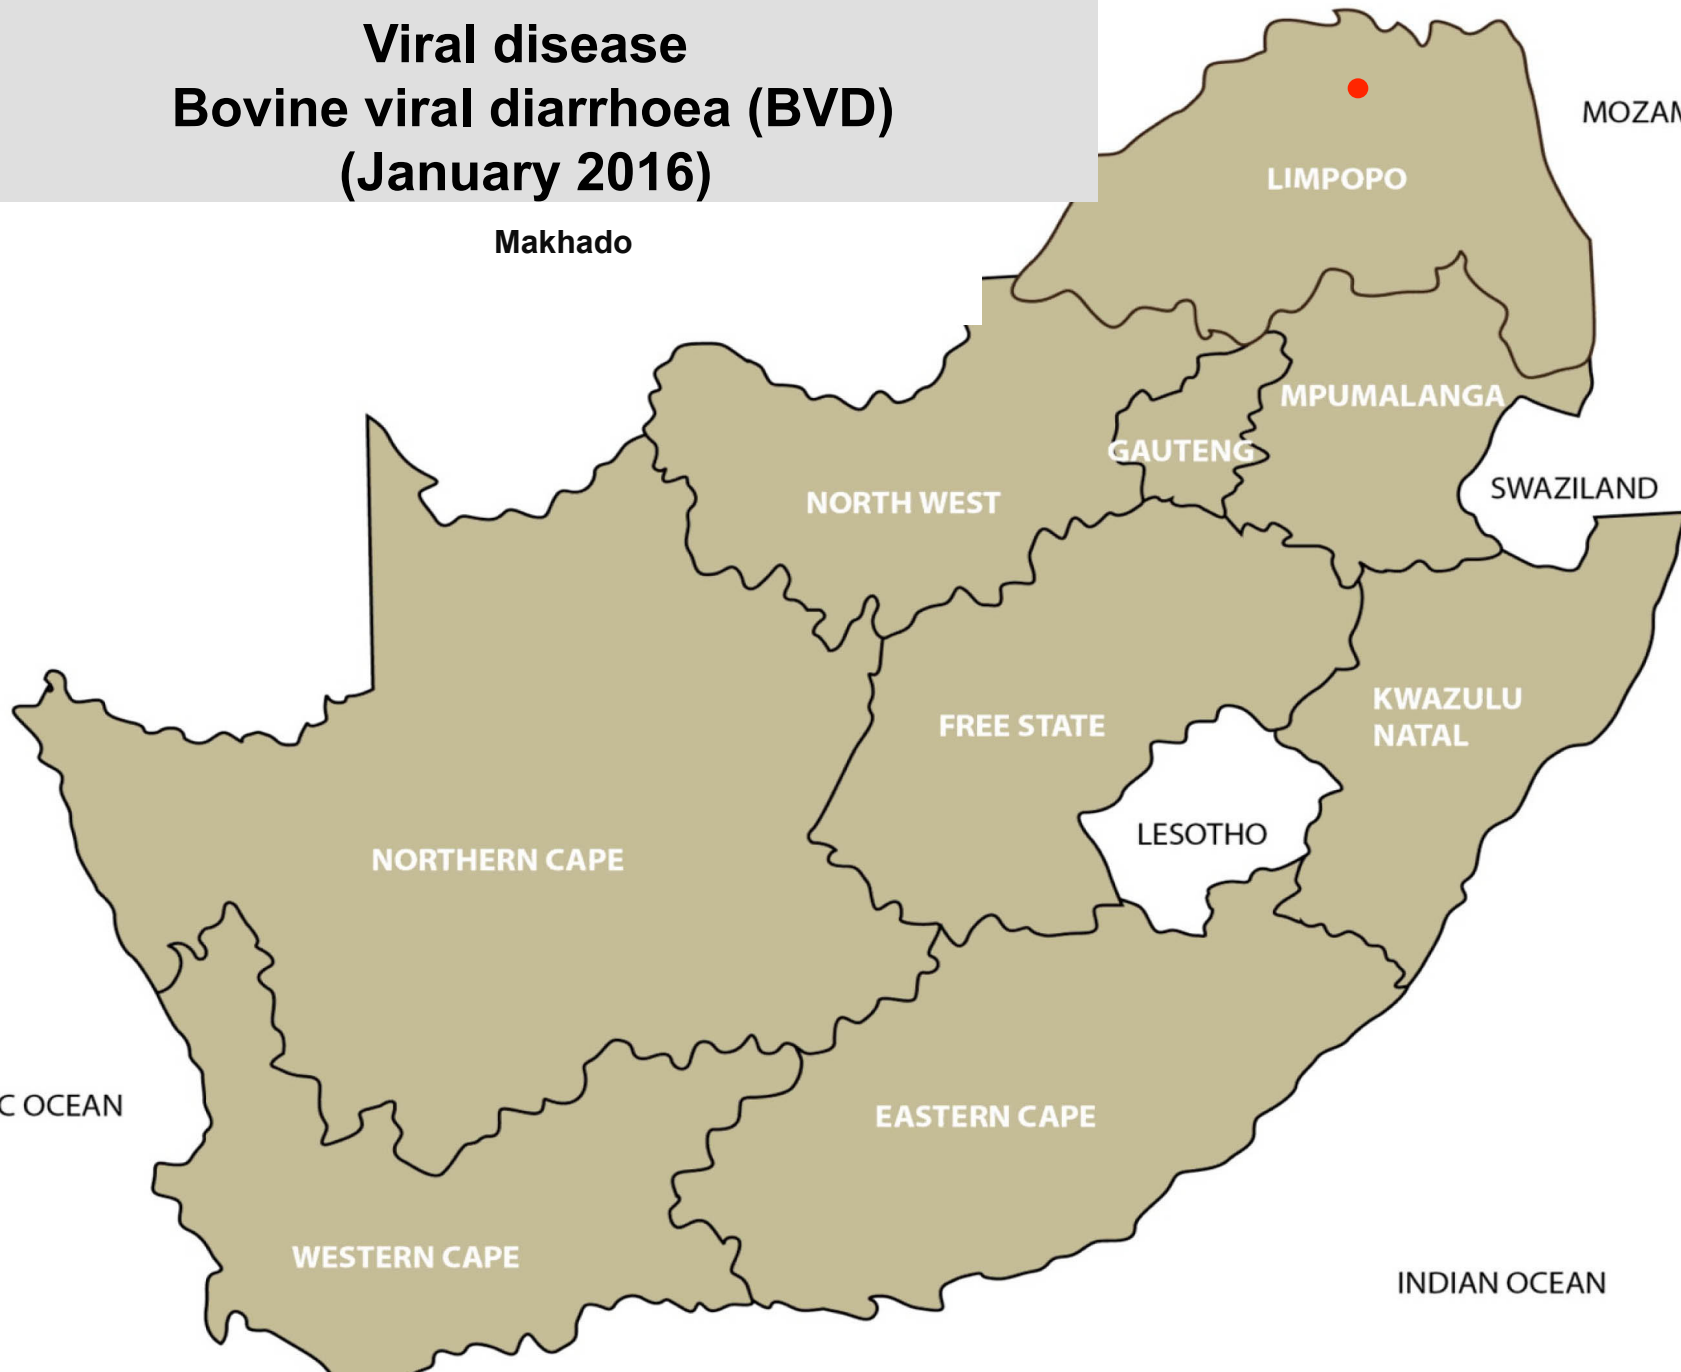 Viral disease
Bovine viral diarrhoea (BVD)
(January 2016)
Makhado
MOZAM
LIMPOPO
MPUMALANGA
GAUTENG
SWAZILAND
NORTH WEST
KWAZULU
NATAL
FREE STATE
LESOTHO
NORTHERN CAPE
C OCEAN
EASTERN CAPE
WESTERN CAPE
INDIAN OCEAN